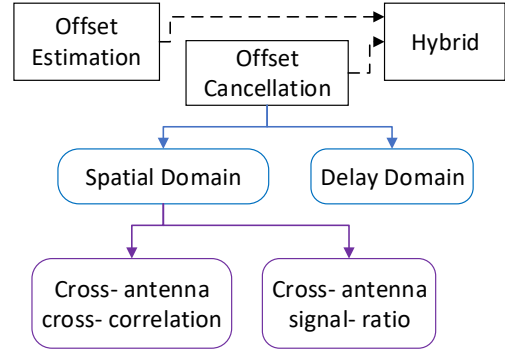 Offset
Estimation
Offset
Cancellation
Hybrid
Spatial Domain
Delay Domain
Cross- antenna
cross- correlation
Cross- antenna
signal- ratio